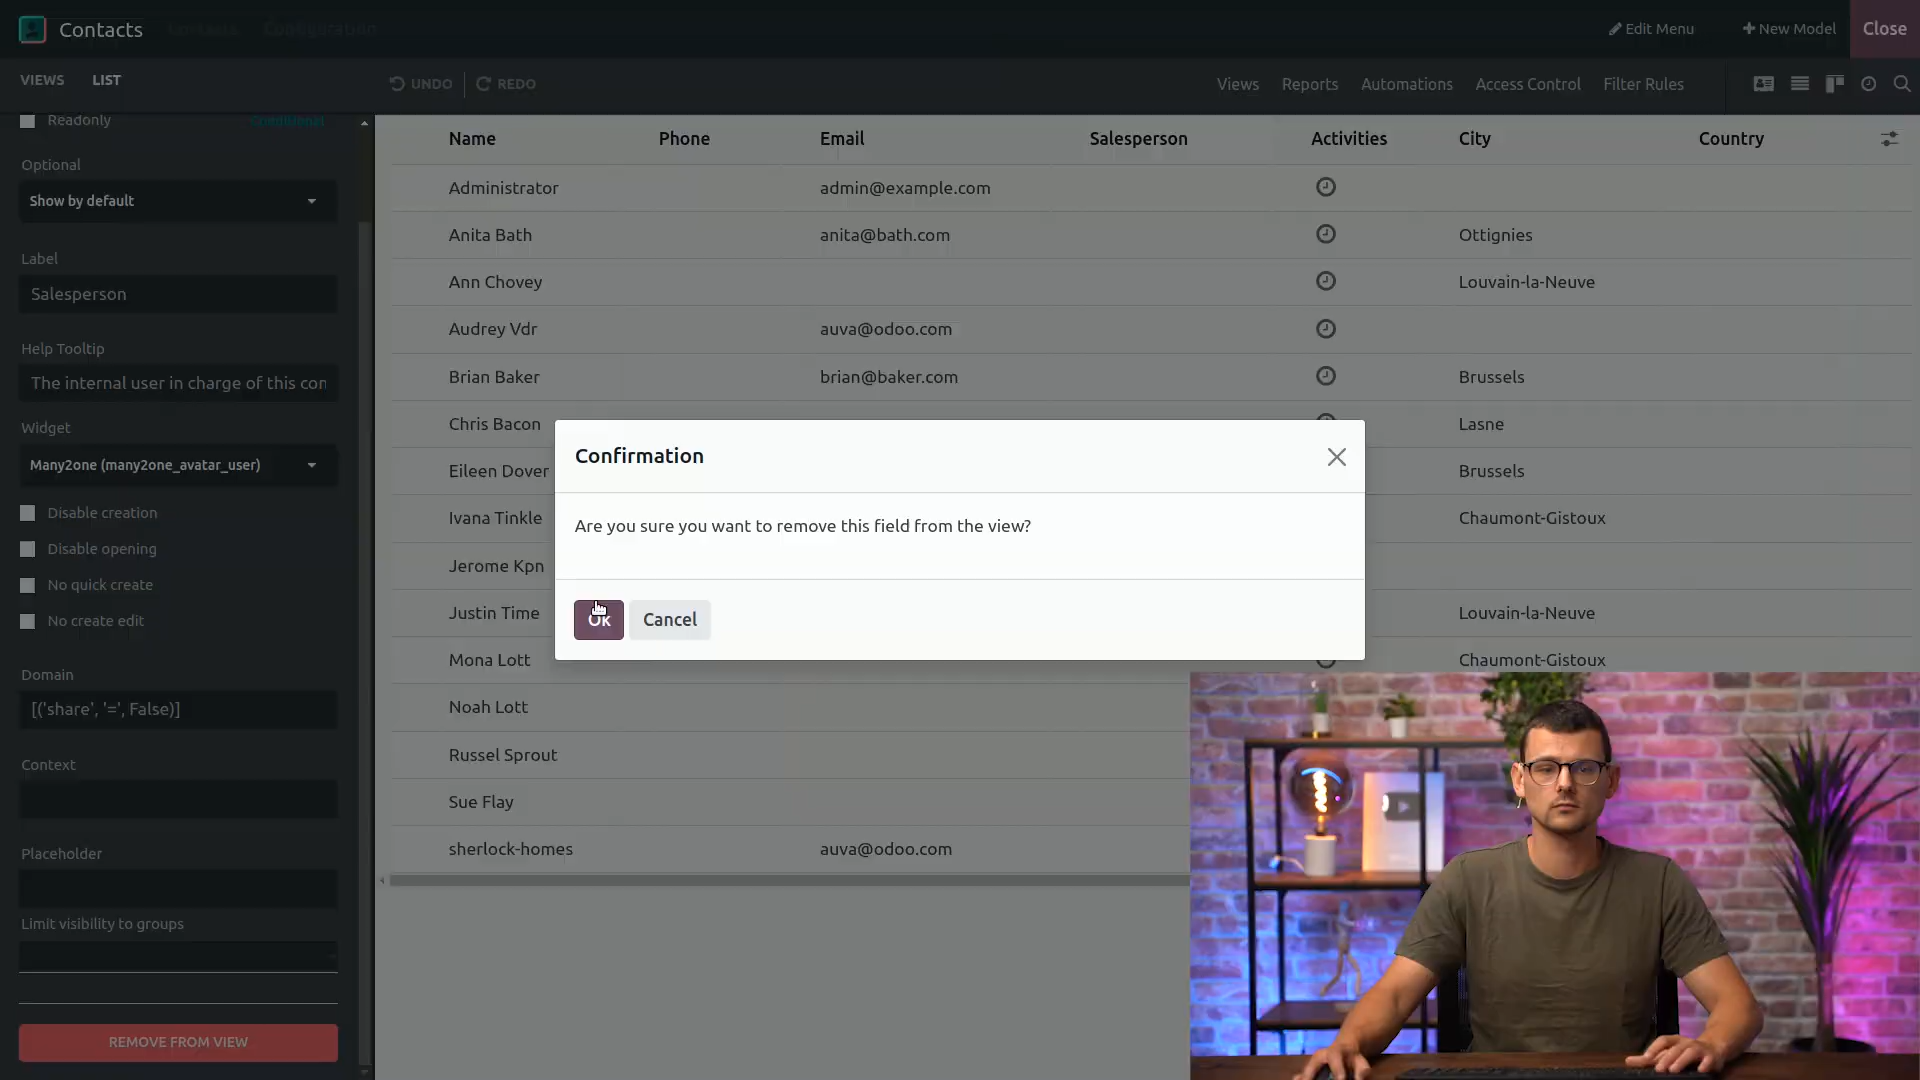 Contacts Contacts Configuration Edit Menu New Model Close
VIEWS LIST UNDO REDO Views Reports Automations Access Control Filter Rules
Readonly Conditional
Optional
Show by default
Label
Salesperson
Help Tooltip
The internal user in charge of this con
Widget
Many2one (many2one_avatar_user)
Disable creation
Disable opening
No quick create
No create edit
Domain
[('share', '=', False)]
Context
Placeholder
Limit visibility to groups
REMOVE FROM VIEW
Name Phone Email Salesperson Activities City Country
Administrator admin@example.com
Anita Bath anita@bath.com Ottignies
Ann Chovey Louvain-la-Neuve
Audrey Vdr auva@odoo.com
Brian Baker brian@baker.com Brussels
Chris Bacon Lasne
Eileen Dover Brussels
Ivana Tinkle Chaumont-Gistoux
Jerome Kpn
Justin Time Louvain-la-Neuve
Mona Lott Chaumont-Gistoux
Noah Lott
Russel Sprout
Sue Flay
sherlock-homes auva@odoo.com
Confirmation
Are you sure you want to remove this field from the view?
Ok Cancel